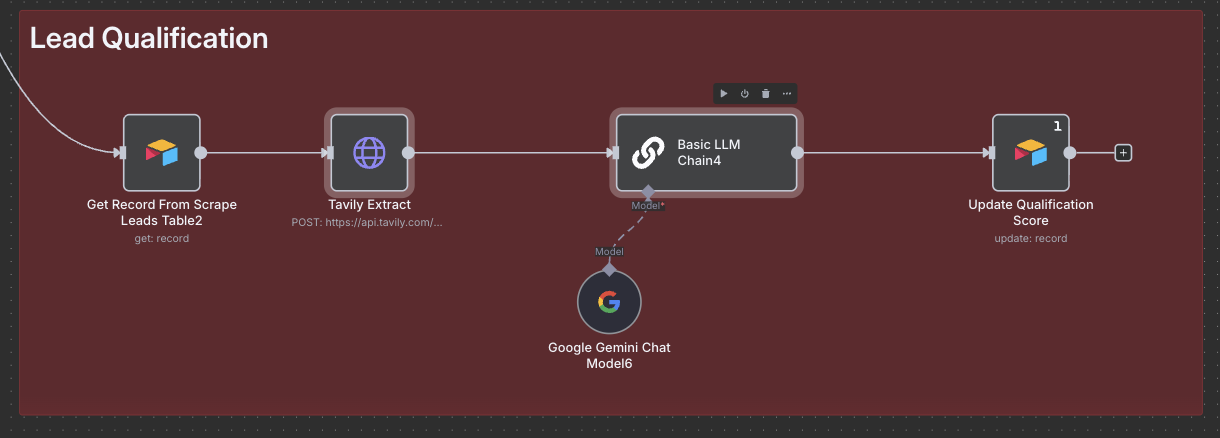 Lead Qualification
1
Basic LLM
Chain4
Get Record From Scrape
Leads Table2
get: record
Tavily Extract
POST: https://api.tavily.com/...
Model*
Update Qualification
Score
update: record
Model
Google Gemini Chat
Model6